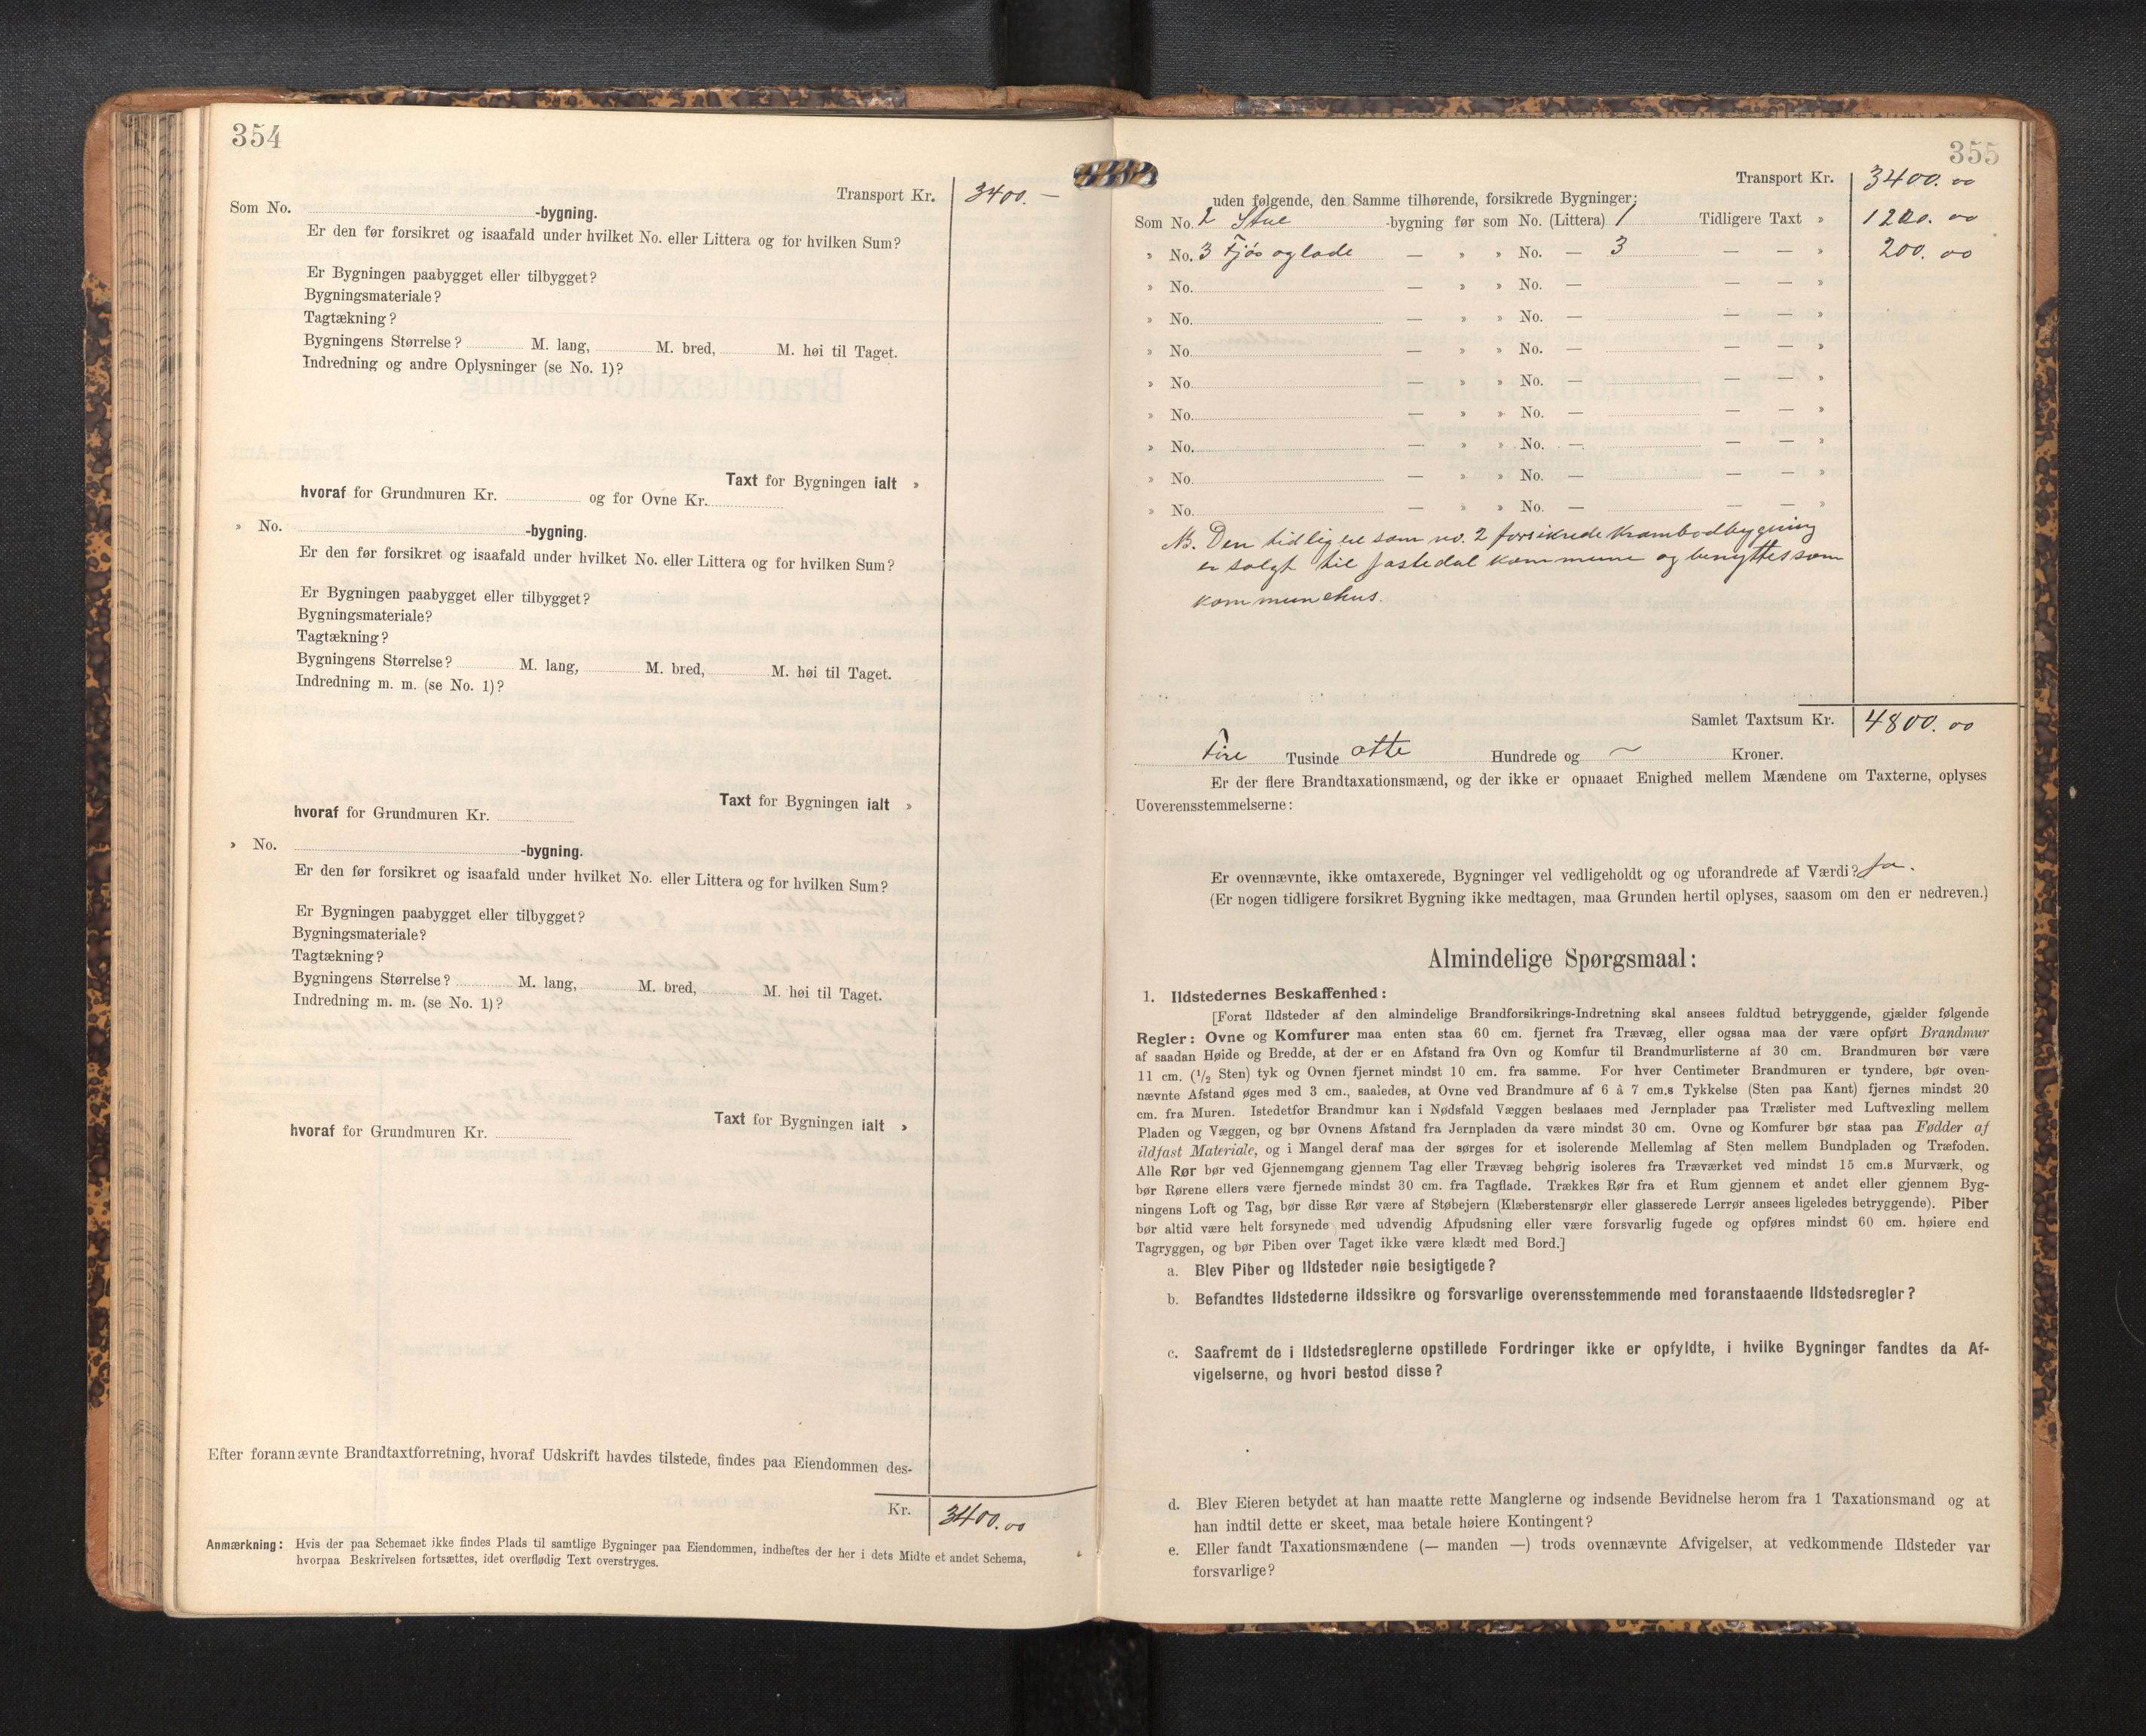 354
Transport Kr. 3400. —
Som No. -bygning.
Er den før forsikret og isaafald under hvilket No. eller Littera og for hvilken Sum?
Er Bygningen paabygget eller tilbygget?
Bygningsmateriale?
Tagtækning?
Bygningens Størrelse? M. lang, M. bred, M. høi til Taget.
Indredning og andre Oplysninger (se No. 1)?
Taxt for Bygningen ialt »
hvoraf for Grundmuren Kr. og for Ovne Kr.
» No. -bygning.
Er den før forsikret og isaafald under hvilket No. eller Littera og for hvilken Sum?
Er Bygningen paabygget eller tilbygget?
Bygningsmateriale?
Tagtækning?
Bygningens Størrelse? M. lang, M. bred, M. høi til Taget.
Indredning m. m. (se No. 1)?
Taxt for Bygningen ialt »
hvoraf for Grundmuren Kr.
» No. -bygning.
Er den før forsikret og isaafald under hvilket No. eller Littera og for hvilken Sum?
Er Bygningen paabygget eller tilbygget?
Bygningsmateriale?
Tagtækning?
Bygningens Størrelse? M. lang, M. bred, M. høi til Taget.
Indredning m. m. (se No. 1)?
Taxt for Bygningen ialt »
hvoraf for Grundmuren Kr.
Efter forannævnte Brandtaxtforretning, hvoraf Udskrift havdes tilstede, findes paa Eiendommen des-
Kr. 3400.00
Anmærkning: Hvis der paa Schemaet ikke findes Plads til samtlige Bygninger paa Eiendommen, indheftes der her i dets Midte et andet Schema,
hvorpaa Beskrivelsen fortsættes, idet overflødig Text overstryges.
355
Transport Kr. 3400.00
uden følgende, den Samme tilhørende, forsikrede Bygninger:
Som No. 2 Stue -bygning før som No. (Littera) 1 Tidligere Taxt » 1200.00
» No. 3 Fjøs og lade — » » No. — 3 — — » 200.00
» No. — » » No. — — — »
» No. — » » No. — — — »
» No. — » » No. — — — »
» No. — » » No. — — — »
» No. — » » No. — — — »
» No. — » » No. — — — »
» No. — » » No. — — — »
» No. — » » No. — — — »
NB. Den tidligere som no. 2 forsikrede krambodbygning
er solgt til Jostedal kommune og benyttes som
kommunehus.
Samlet Taxtsum Kr. 4800.00
Fire Tusinde otte Hundrede og ~ Kroner.
Er der flere Brandtaxationsmænd, og der ikke er opnaaet Enighed mellem Mændene om Taxterne, oplyses
Uoverensstemmelserne:
Er ovennævnte, ikke omtaxerede, Bygninger vel vedligeholdt og og uforandrede af Værdi? Ja.
(Er nogen tidligere forsikret Bygning ikke medtagen, maa Grunden hertil oplyses, saasom om den er nedreven.)
Almindelige Spørgsmaal:
1. Ildstedernes Beskaffenhed:
[Forat Ildsteder af den almindelige Brandforsikrings-Indretning skal ansees fuldtud betryggende, gjælder følgende
Regler: Ovne og Komfurer maa enten staa 60 cm. fjernet fra Trævæg, eller ogsaa maa der være opført Brandmur
af saadan Høide og Bredde, at der er en Afstand fra Ovn og Komfur til Brandmurlisterne af 30 cm. Brandmuren bør være
11 cm. (1/2 Sten) tyk og Ovnen fjernet mindst 10 cm. fra samme. For hver Centimeter Brandmuren er tyndere, bør oven-
nævnte Afstand øges med 3 cm., saaledes, at Ovne ved Brandmure af 6 à 7 cm.s Tykkelse (Sten paa Kant) fjernes mindst 20
cm. fra Muren. Istedetfor Brandmur kan i Nødsfald Væggen beslaaes med Jernplader paa Trælister med Luftvexling mellem
Pladen og Væggen, og bør Ovnens Afstand fra Jernpladen da være mindst 30 cm. Ovne og Komfurer bør staa paa Fødder af
ildfast Materiale, og i Mangel deraf maa der sørges for et isolerende Mellemlag af Sten mellem Bundpladen og Træfoden.
Alle Rør bør ved Gjennemgang gjennem Tag eller Trævæg behørig isoleres fra Træværket ved mindst 15 cm.s Murværk, og
bør Rørene ellers være fjernede mindst 30 cm. fra Tagflade. Trækkes Rør fra et Rum gjennem et andet eller gjennem Byg-
ningens Loft og Tag, bør disse Rør være af Støbejern (Klæberstensrør eller glasserede Lerrør ansees ligeledes betryggende). Piber
bør altid være helt forsynede med udvendig Afpudsning eller være forsvarlig fugede og opføres mindst 60 cm. høiere end
Tagryggen, og bør Piben over Taget ikke være klædt med Bord.]
a. Blev Piber og Ildsteder nøie besigtigede?
b. Befandtes Ildstederne ildssikre og forsvarlige overensstemmende med foranstaaende Ildstedsregler?
c. Saafremt de i Ildstedsreglerne opstillede Fordringer ikke er opfyldte, i hvilke Bygninger fandtes da Af-
vigelserne, og hvori bestod disse?
d. Blev Eieren betydet at han maatte rette Manglerne og indsende Bevidnelse herom fra 1 Taxationsmand og at
han indtil dette er skeet, maa betale høiere Kontingent?
e. Eller fandt Taxationsmændene (— manden —) trods ovennævnte Afvigelser, at vedkommende Ildsteder var
forsvarlige?